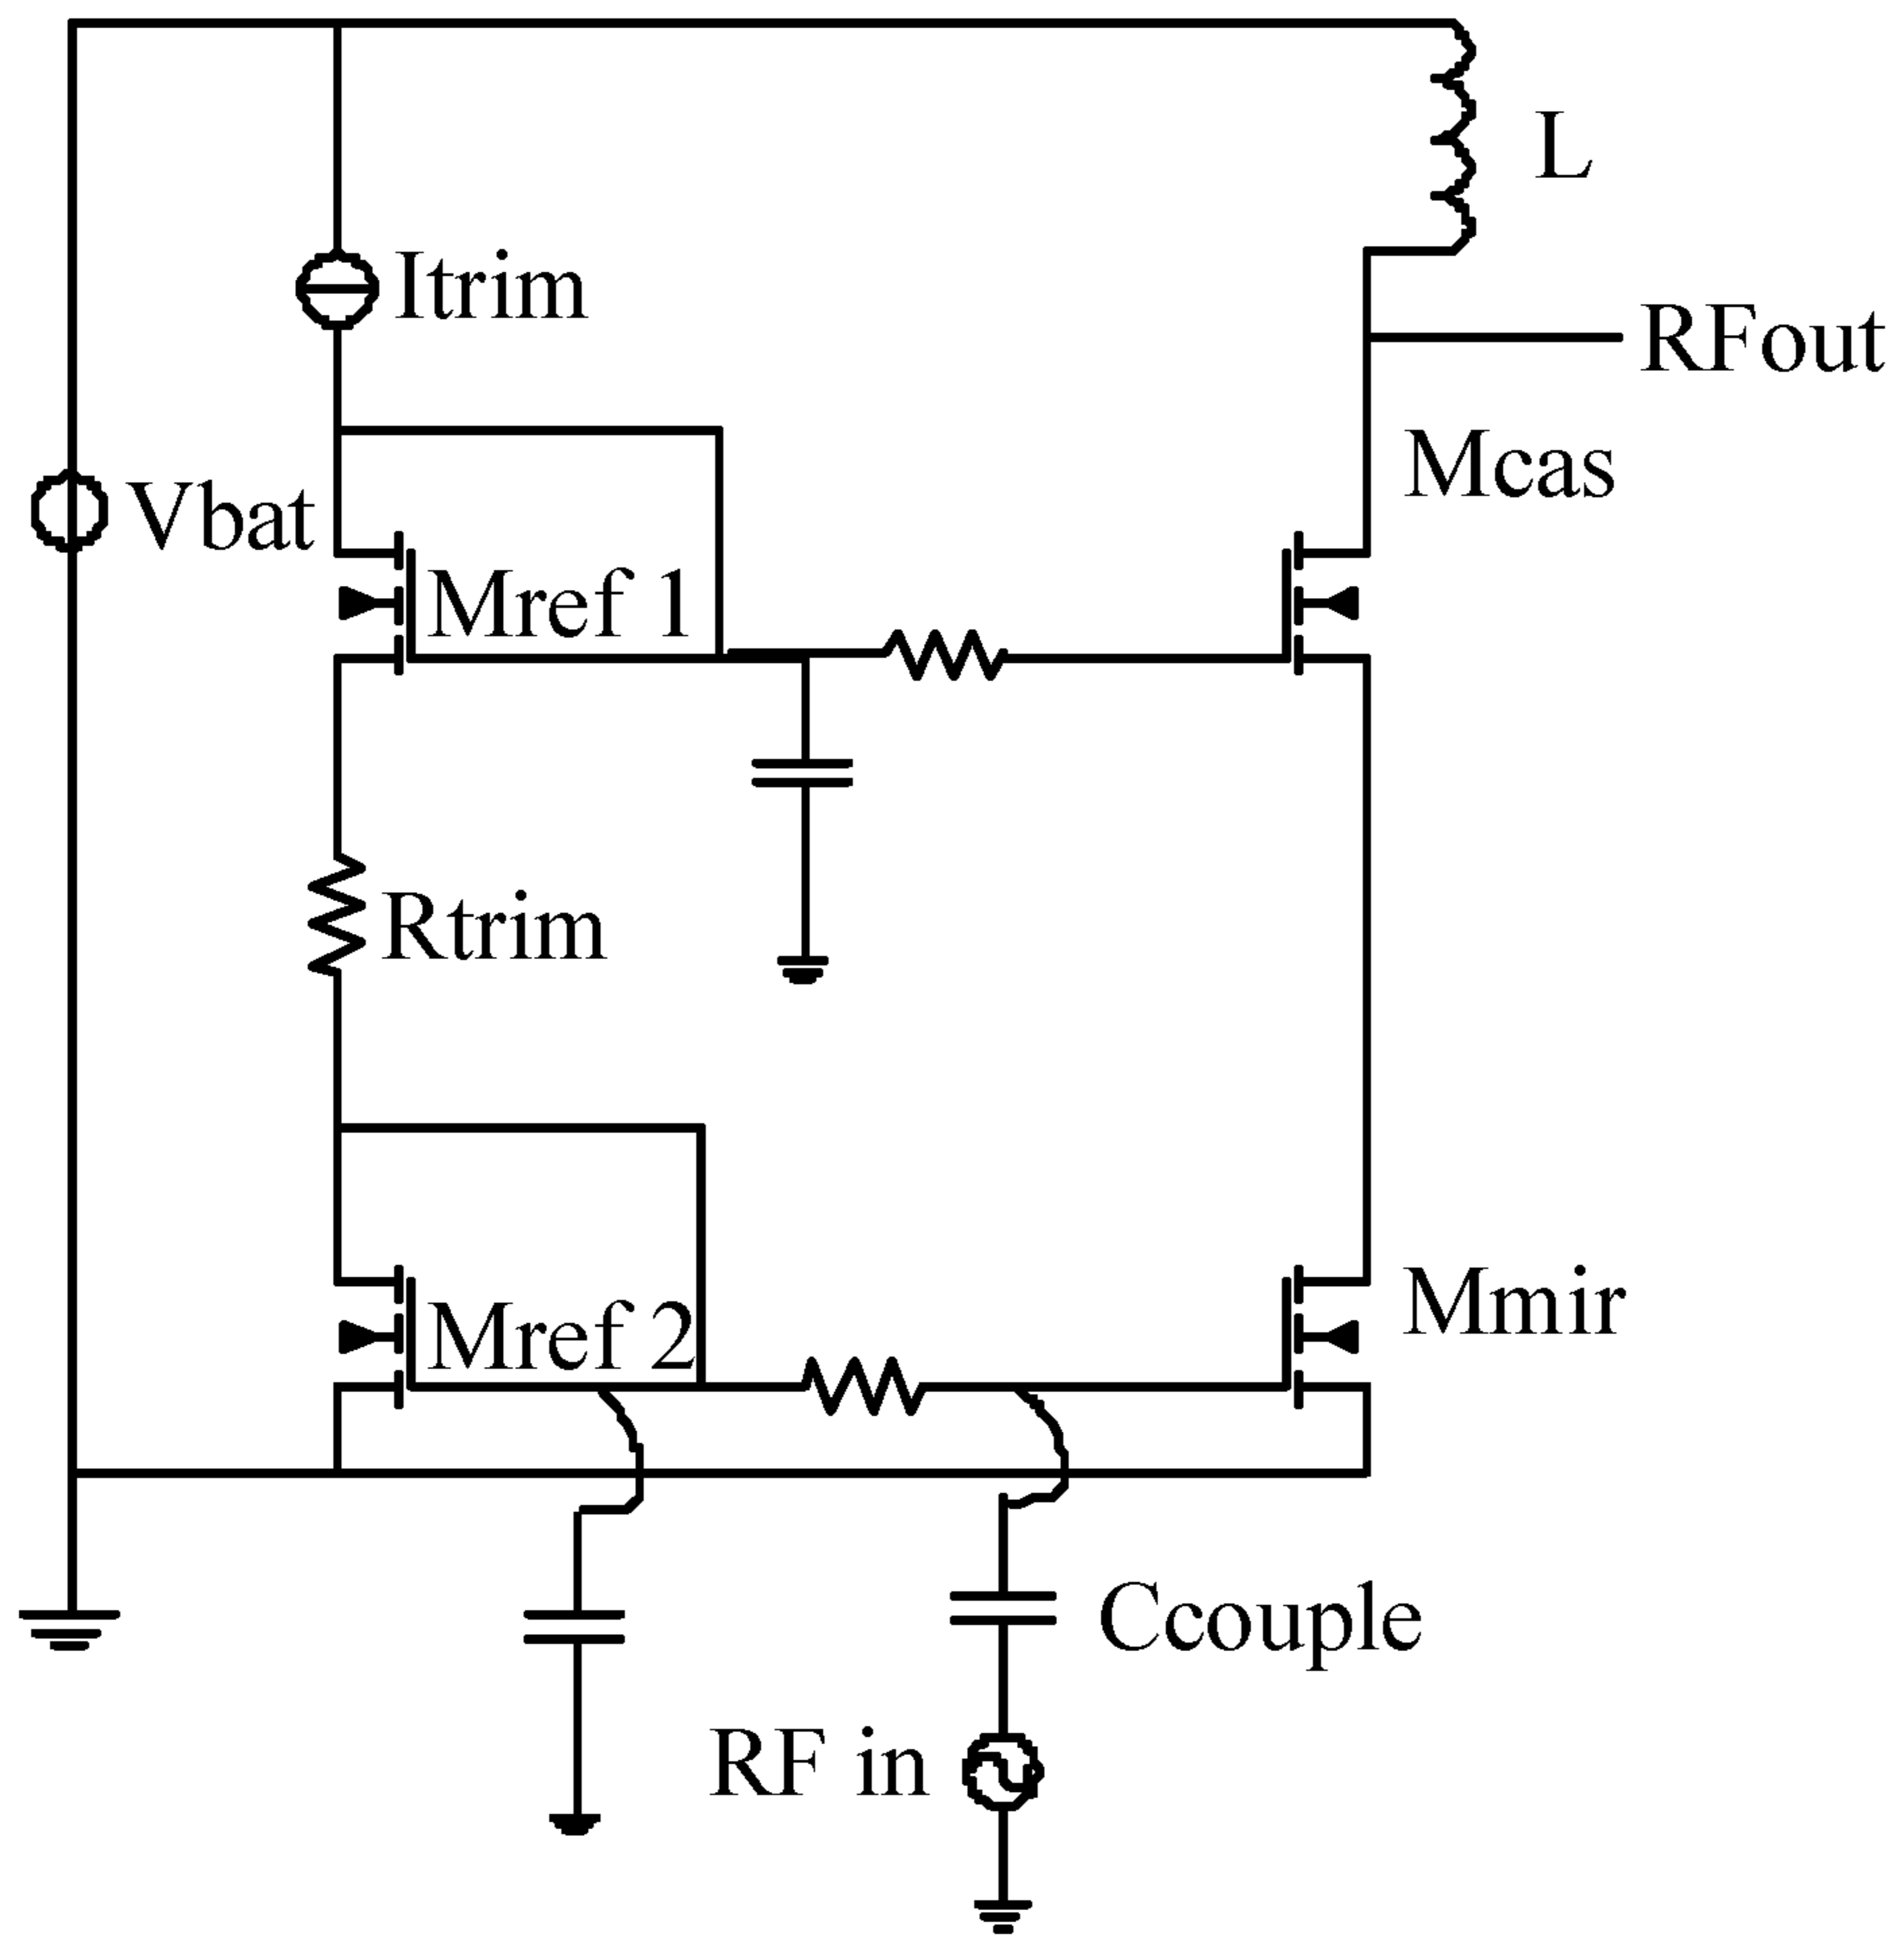 L
Itrim
RFout
Mcas
Vbat
Mref 1
Rtrim
Mmir
Mref 2
Ccouple
RF in